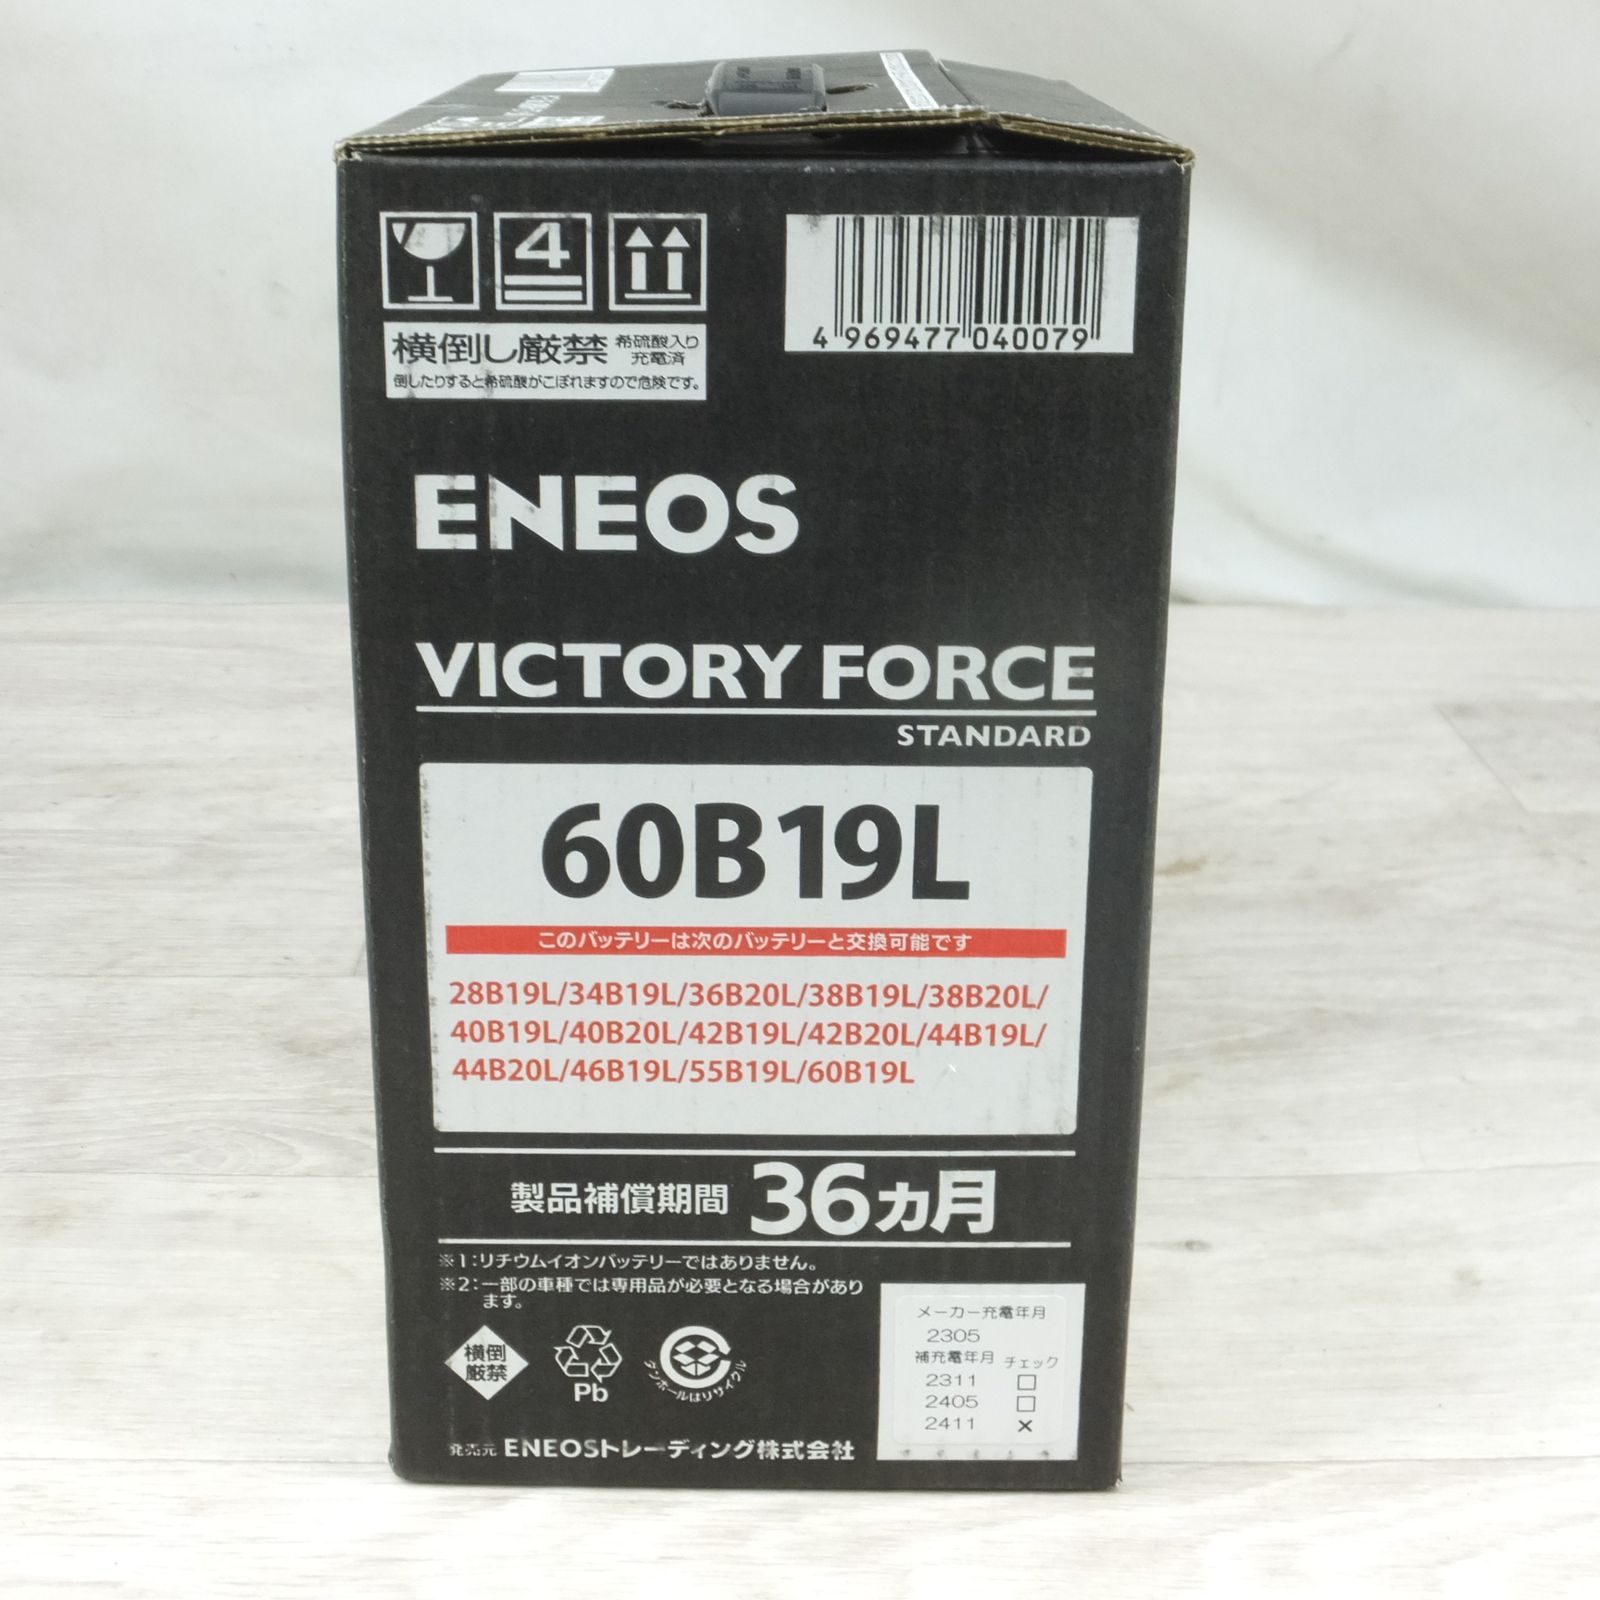 4
横倒し厳禁 希硫酸入り 充電済
倒したりすると希硫酸がこぼれますので危険です。
4 969477 040079
ENEOS
VICTORY FORCE
STANDARD
60B19L
このバッテリーは次のバッテリーと交換可能です
28B19L/34B19L/36B20L/38B19L/38B20L/
40B19L/40B20L/42B19L/42B20L/44B19L/
44B20L/46B19L/55B19L/60B19L
製品補償期間 36ヵ月
※1:リチウムイオンバッテリーではありません。
※2:一部の車種では専用品が必要となる場合があり
ます。
横倒
厳禁
Pb
ダンボールはリサイクル
発売元 ENEOSトレーディング株式会社
メーカー充電年月
2305
補充電年月 チェック
2311 □
2405 □
2411 ×